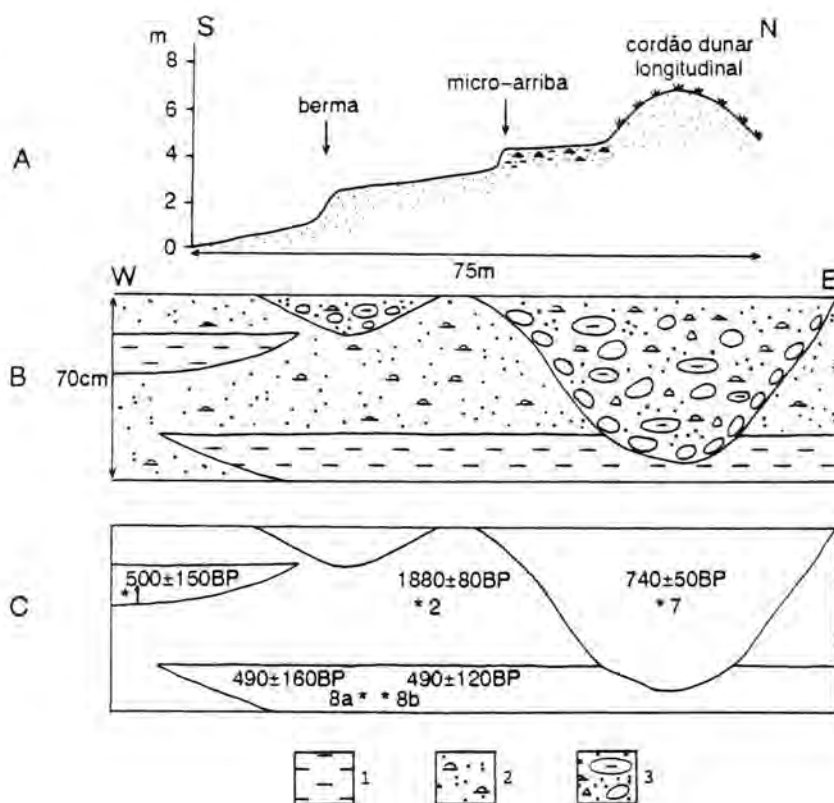 m S N
8
6
4
2
0
cordão dunar
longitudinal
micro-arriba
berma
A
75m
W E
B
70cm
C
500±150BP
*1
1880±80BP
*2
740±50BP
*7
490±160BP 490±120BP
8a * * 8b
1 2 3